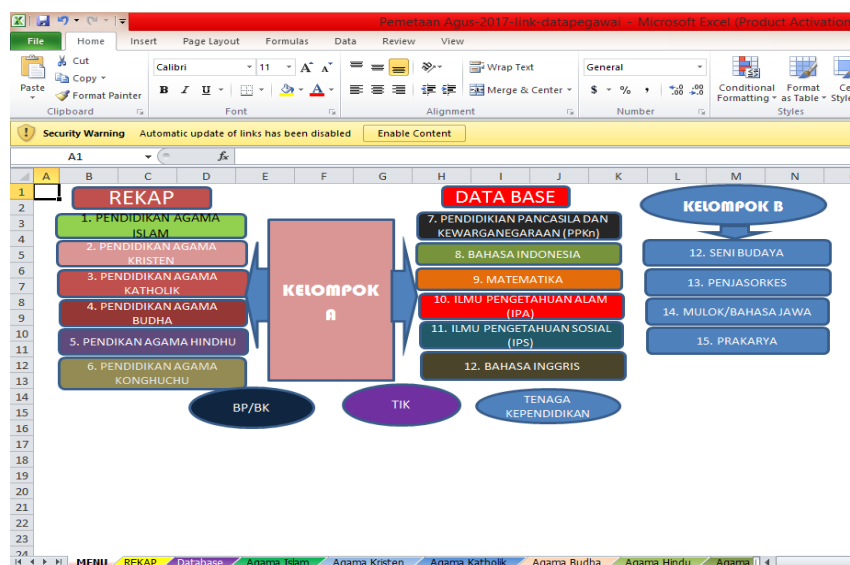 Pemetaan Agus-2017-link-datapegawai - Microsoft Excel (Product Activation
File Home Insert Page Layout Formulas Data Review View
Cut
Copy
Format Painter
Paste
Calibri 11 A A
B I U A
Wrap Text
Merge & Center
General
$ % , .0 .00 .00 .0
Conditional Formatting
Format as Table
Ce
Style
Clipboard Font Alignment Number Styles
Security Warning Automatic update of links has been disabled Enable Content
A1 fx
A B C D E F G H I J K L M N
1
2
3
4
5
6
7
8
9
10
11
12
13
14
15
16
17
18
19
20
21
22
23
24
REKAP
1. PENDIDIKAN AGAMA
ISLAM
2. PENDIDIKAN AGAMA
KRISTEN
3. PENDIDIKAN AGAMA
KATHOLIK
4. PENDIDIKAN AGAMA
BUDHA
5. PENDIKAN AGAMA HINDHU
6. PENDIDIKAN AGAMA
KONGHUCHU
KELOMPOK
A
DATA BASE
7. PENDIDIKIAN PANCASILA DAN
KEWARGANEGARAAN (PPKn)
8. BAHASA INDONESIA
9. MATEMATIKA
10. ILMU PENGETAHUAN ALAM
(IPA)
11. ILMU PENGETAHUAN SOSIAL
(IPS)
12. BAHASA INGGRIS
KELOMPOK B
12. SENI BUDAYA
13. PENJASORKES
14. MULOK/BAHASA JAWA
15. PRAKARYA
BP/BK
TIK
TENAGA
KEPENDIDIKAN
MENU REKAP Database Agama Islam Agama Kristen Agama Katholik Agama Budha Agama Hindu Agama